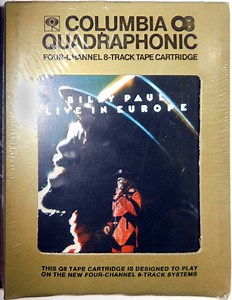 COLUMBIA Q8
QUADRAPHONIC
FOUR-CHANNEL 8-TRACK TAPE CARTRIDGE
BILLY PAUL
LIVE IN EUROPE
THIS Q8 TAPE CARTRIDGE IS DESIGNED TO PLAY
ON THE NEW FOUR-CHANNEL 8-TRACK SYSTEMS